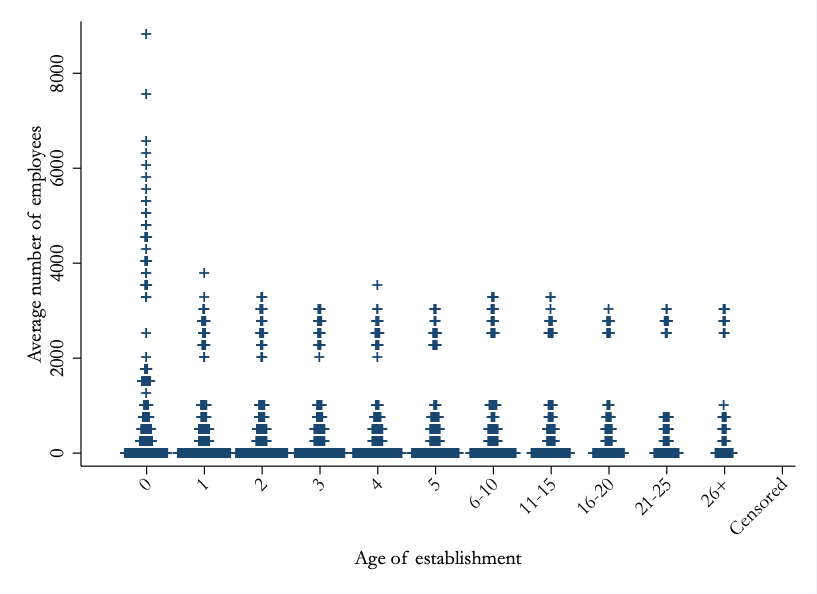 Average number of employees
8000
6000
4000
2000
0
0 1 2 3 4 5 6-10 11-15 16-20 21-25 26+ Censored
Age of establishment